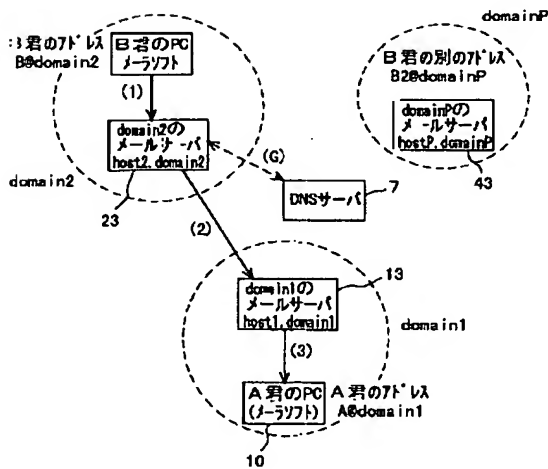 domainP
B君のアドレス
B@domain2
B君のPC
メーラソフト
(1)
domain2の
メールサーバ
host2.domain2
domain2
23
(G)
DNSサーバ
7
B君の別のアドレス
B2@domainP
domainPの
メールサーバ
hostP.domainP
43
(2)
domain1の
メールサーバ
host1.domain1
13
domain1
(3)
A君のPC
(メーラソフト)
10
A君のアドレス
A@domain1